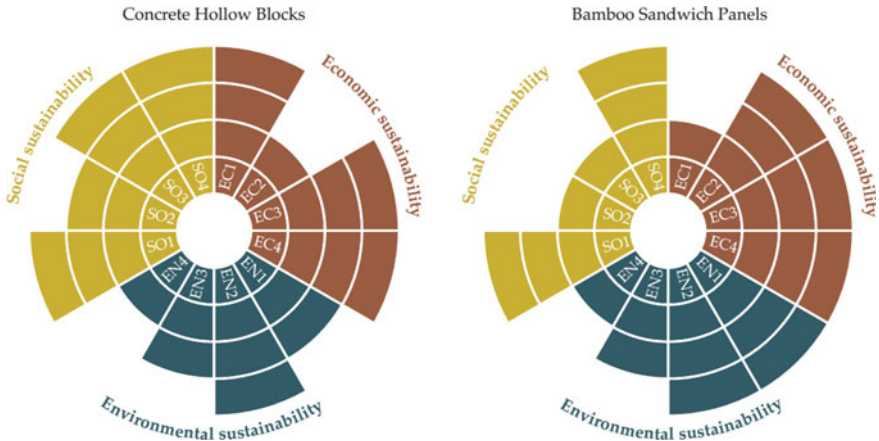 Concrete Hollow Blocks
Social sustainability
Economic sustainability
SO4
EC1
SO3
EC2
SO2
EC3
SO1
EC4
EN4
EN1
EN3
EN2
Environmental sustainability
Bamboo Sandwich Panels
Social sustainability
Economic sustainability
SO4
EC1
SO3
EC2
SO2
EC3
SO1
EC4
EN4
EN1
EN3
EN2
Environmental sustainability